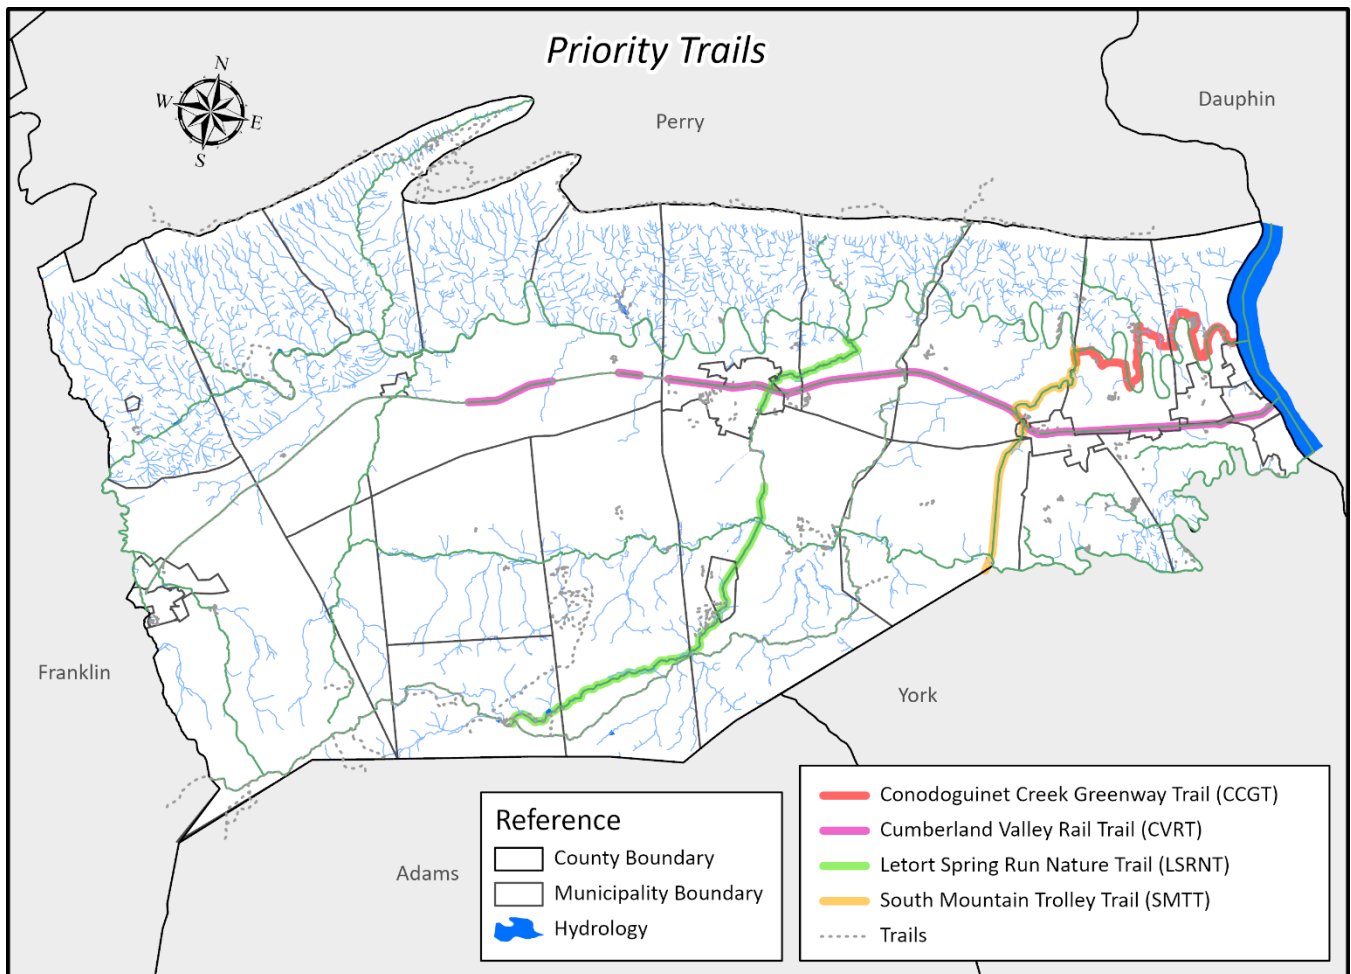 Priority Trails
N
W
E
S
Perry
Dauphin
Franklin
York
Adams
Reference
County Boundary
Municipality Boundary
Hydrology
Conodoguinet Creek Greenway Trail (CCGT)
Cumberland Valley Rail Trail (CVRT)
Letort Spring Run Nature Trail (LSRNT)
South Mountain Trolley Trail (SMTT)
Trails